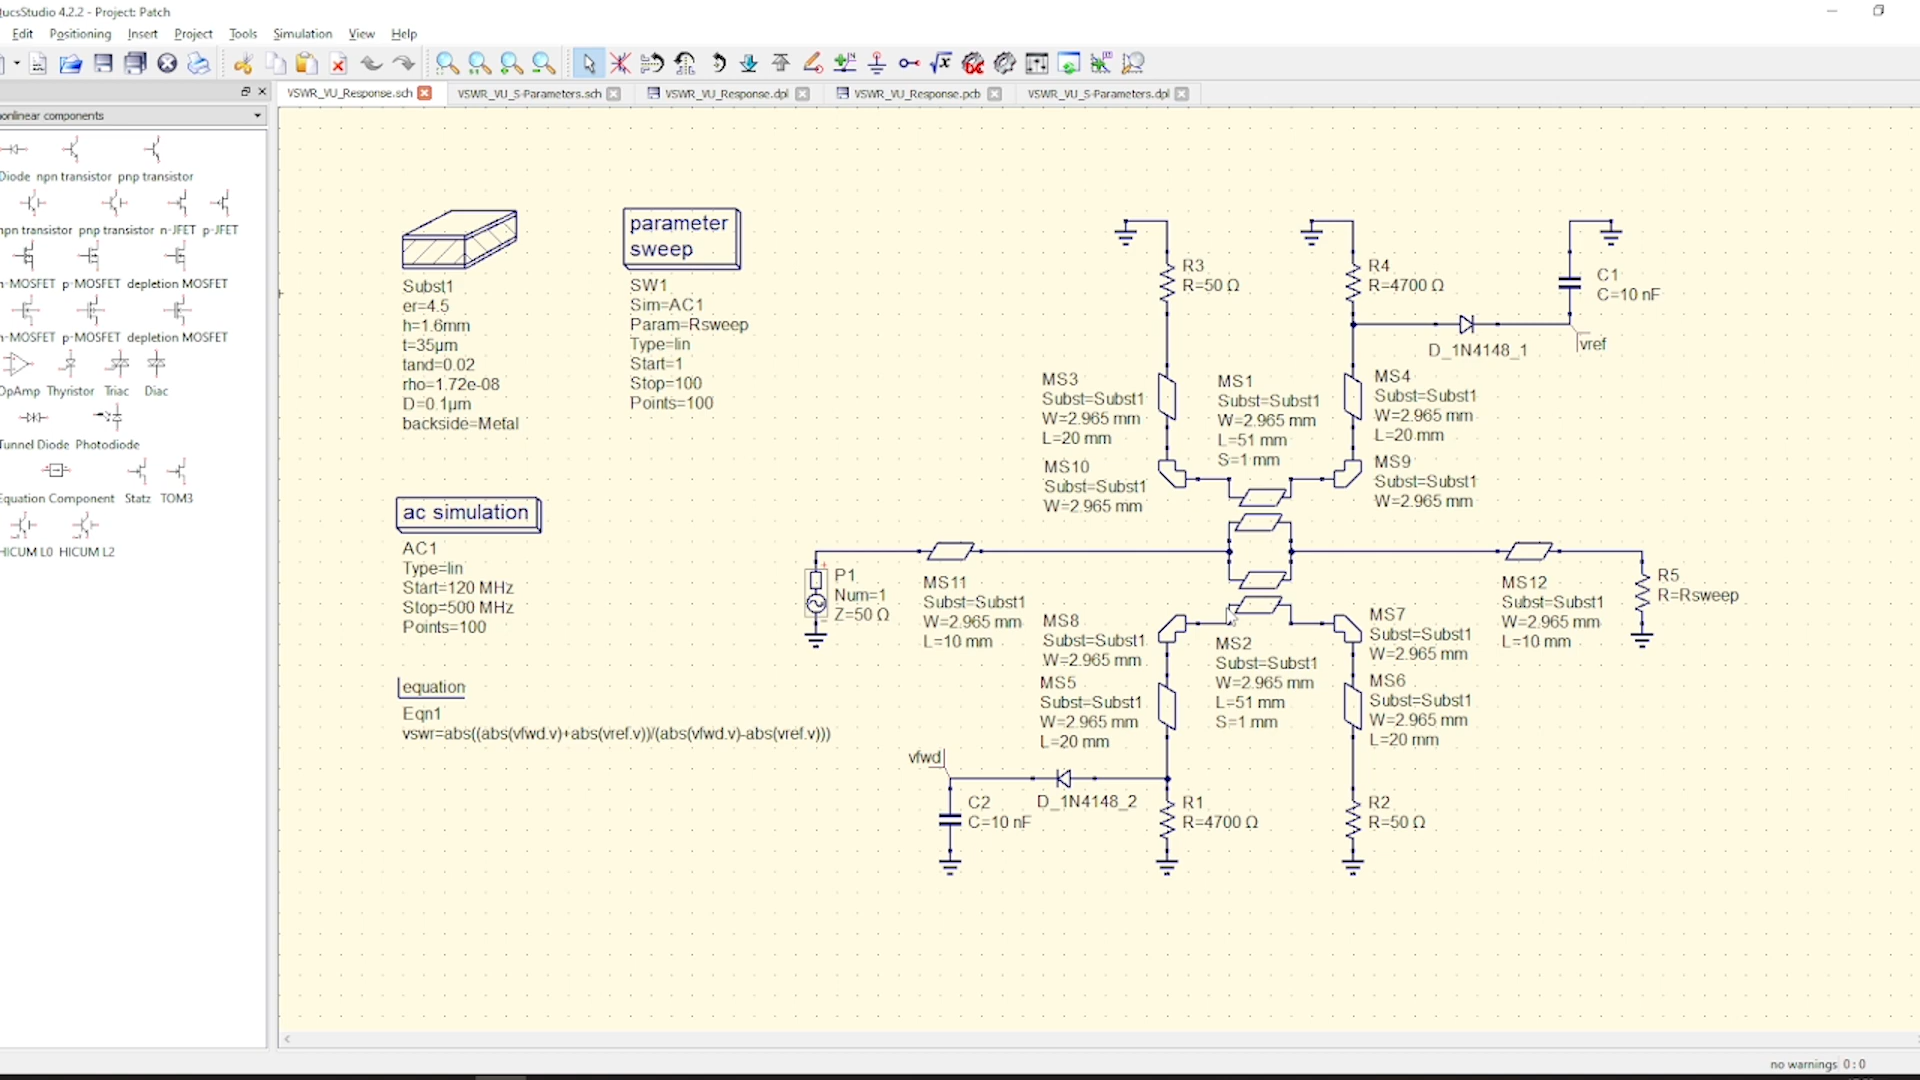 ucsStudio 4.2.2 - Project: Patch
Edit Positioning Insert Project Tools Simulation View Help
VSWR_VU_Response.sch VSWR_VU_S-Parameters.sch VSWR_VU_Response.dpl VSWR_VU_Response.pcb VSWR_VU_S-Parameters.dpl
onlinear components
Diode npn transistor pnp transistor
npn transistor pnp transistor n-JFET p-JFET
n-MOSFET p-MOSFET depletion MOSFET
n-MOSFET p-MOSFET depletion MOSFET
OpAmp Thyristor Triac Diac
Tunnel Diode Photodiode
Equation Component Statz TOM3
HICUM L0 HICUM L2
Subst1
er=4.5
h=1.6mm
t=35µm
tand=0.02
rho=1.72e-08
D=0.1µm
backside=Metal
parameter
sweep
SW1
Sim=AC1
Param=Rsweep
Type=lin
Start=1
Stop=100
Points=100
ac simulation
AC1
Type=lin
Start=120 MHz
Stop=500 MHz
Points=100
equation
Eqn1
vswr=abs((abs(vfwd.v)+abs(vref.v))/(abs(vfwd.v)-abs(vref.v)))
R3
R=50 Ω
R4
R=4700 Ω
C1
C=10 nF
D_1N4148_1
vref
MS3
Subst=Subst1
W=2.965 mm
L=20 mm
MS1
Subst=Subst1
W=2.965 mm
L=51 mm
S=1 mm
MS4
Subst=Subst1
W=2.965 mm
L=20 mm
MS10
Subst=Subst1
W=2.965 mm
MS9
Subst=Subst1
W=2.965 mm
P1
Num=1
Z=50 Ω
MS11
Subst=Subst1
W=2.965 mm
L=10 mm
MS12
Subst=Subst1
W=2.965 mm
L=10 mm
R5
R=Rsweep
MS8
Subst=Subst1
W=2.965 mm
MS2
Subst=Subst1
W=2.965 mm
L=51 mm
S=1 mm
MS7
Subst=Subst1
W=2.965 mm
MS5
Subst=Subst1
W=2.965 mm
L=20 mm
MS6
Subst=Subst1
W=2.965 mm
L=20 mm
vfwd
C2
C=10 nF
D_1N4148_2
R1
R=4700 Ω
R2
R=50 Ω
no warnings 0 : 0